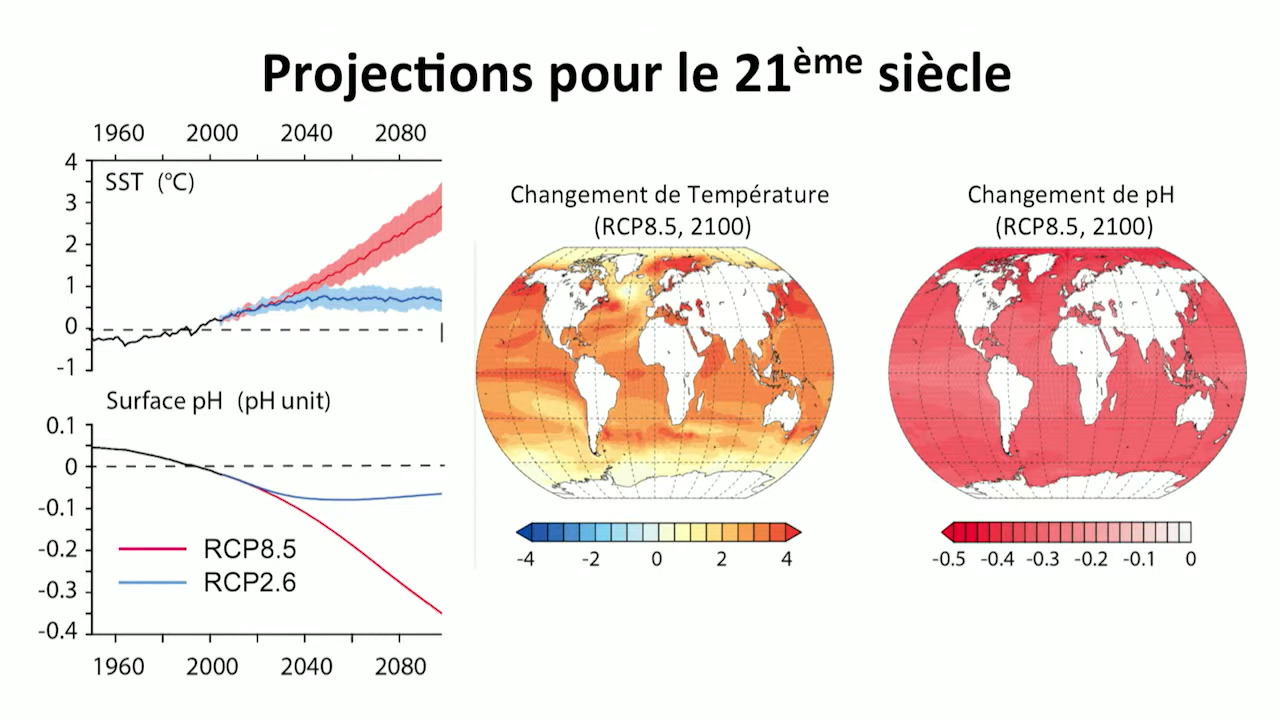 Projections pour le 21ème siècle
1960 2000 2040 2080
SST (°C)
4
3
2
1
0
-1
Surface pH (pH unit)
0.1
0
-0.1
-0.2
-0.3
-0.4
RCP8.5
RCP2.6
1960 2000 2040 2080
Changement de Température
(RCP8.5, 2100)
-4 -2 0 2 4
Changement de pH
(RCP8.5, 2100)
-0.5 -0.4 -0.3 -0.2 -0.1 0